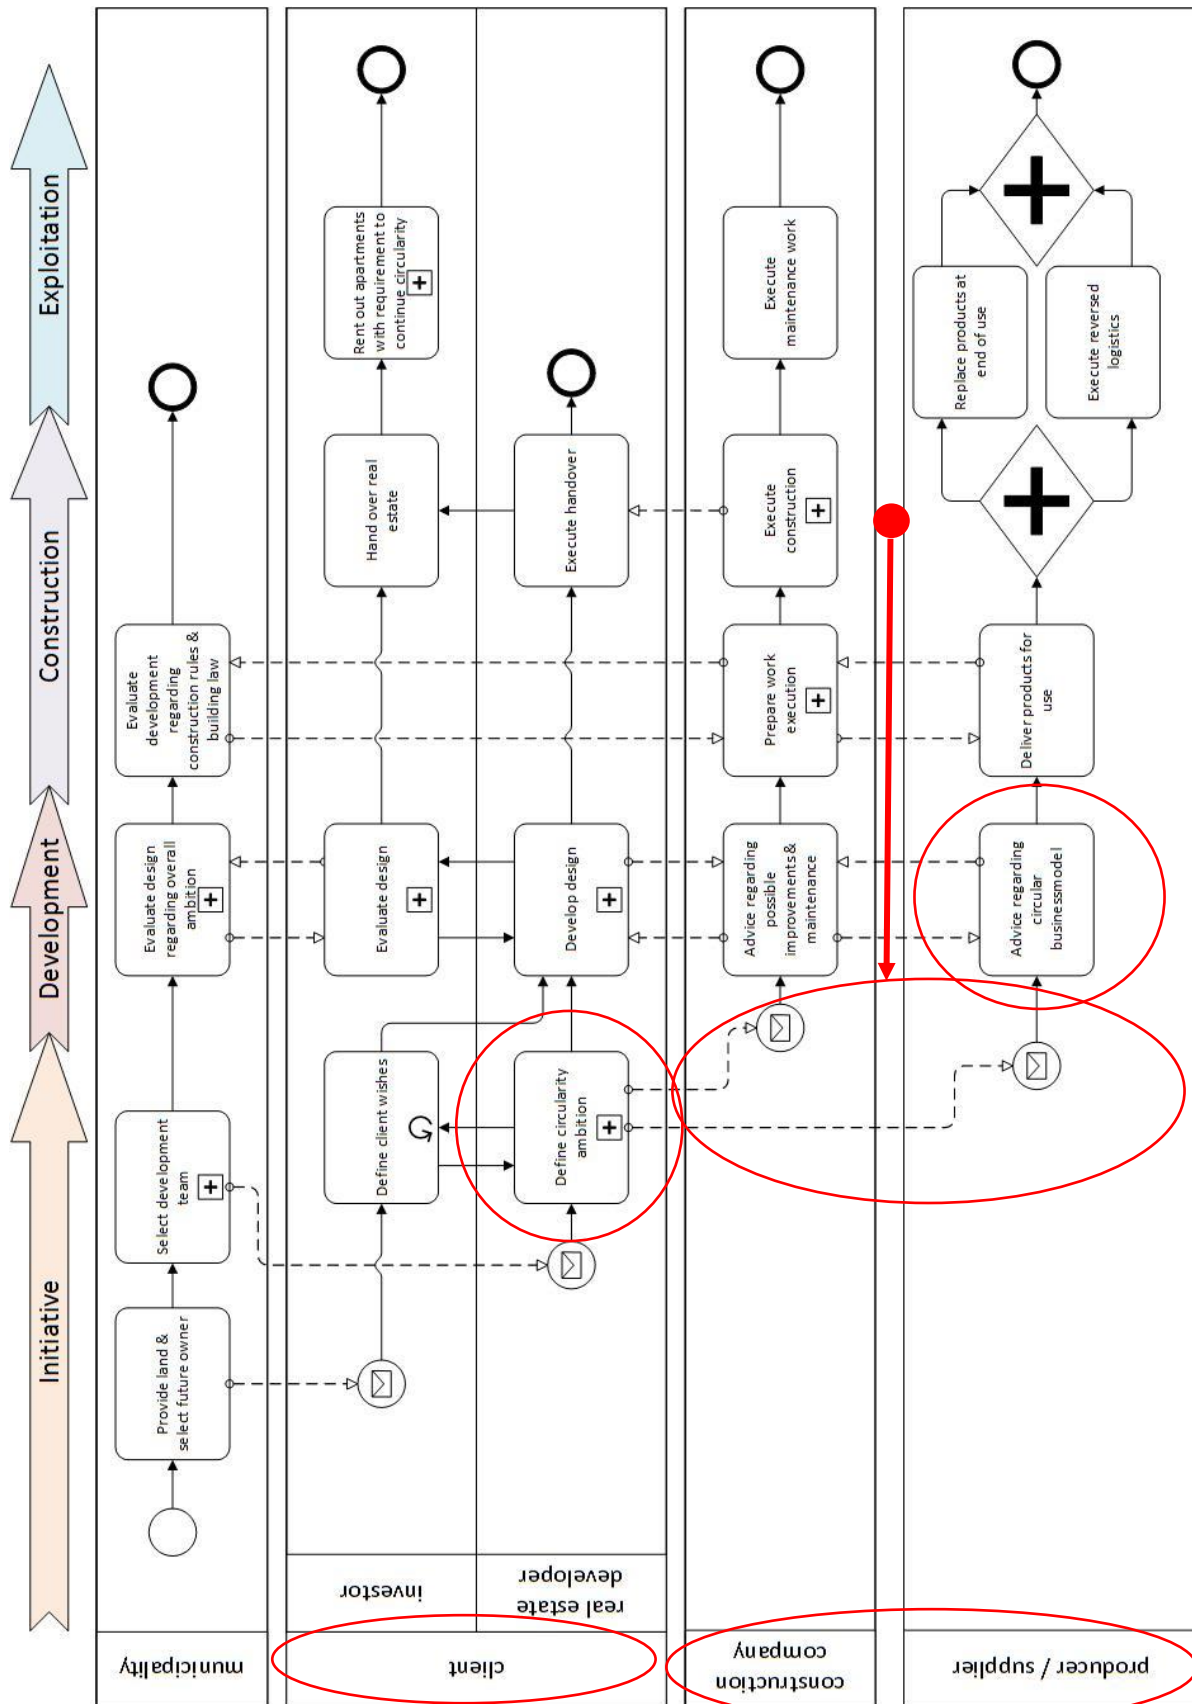 Initiative
Development
Construction
Exploitation
municipality
Provide land &
select future owner
Select development
team
Evaluate design
regarding overall
ambition
Evaluate
development
regarding
construction rules &
building law
client
investor
Define client wishes
Evaluate design
Hand over real
estate
Rent out apartments
with requirement to
continue circularity
real estate
developer
Define circularity
ambition
Develop design
Execute handover
construction
company
Advice regarding
possible
improvements&
maintenance
Prepare work
execution
Execute
construction
Execute
maintenance work
producer / supplier
Advice regarding
circular
businessmodel
Deliver products for
use
Replace products at
end of use
Execute reversed
logistics